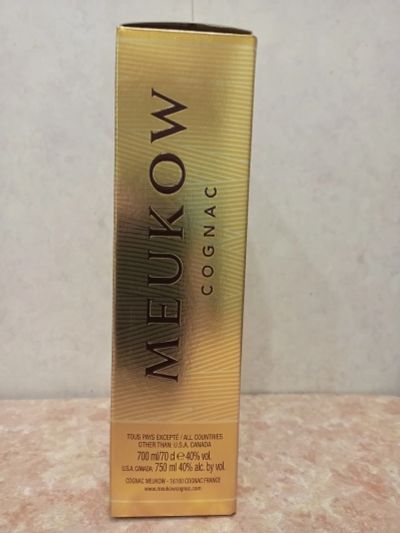 MEUKOW
COGNAC
TOUS PAYS EXCEPTÉ / ALL COUNTRIES
OTHER THAN U.S.A. CANADA
700 ml/70 cl ℮ 40% vol.
U.S.A. CANADA 750 ml 40% alc. by vol.
COGNAC MEUKOW - 16100 COGNAC FRANCE
www.meukowcognac.com